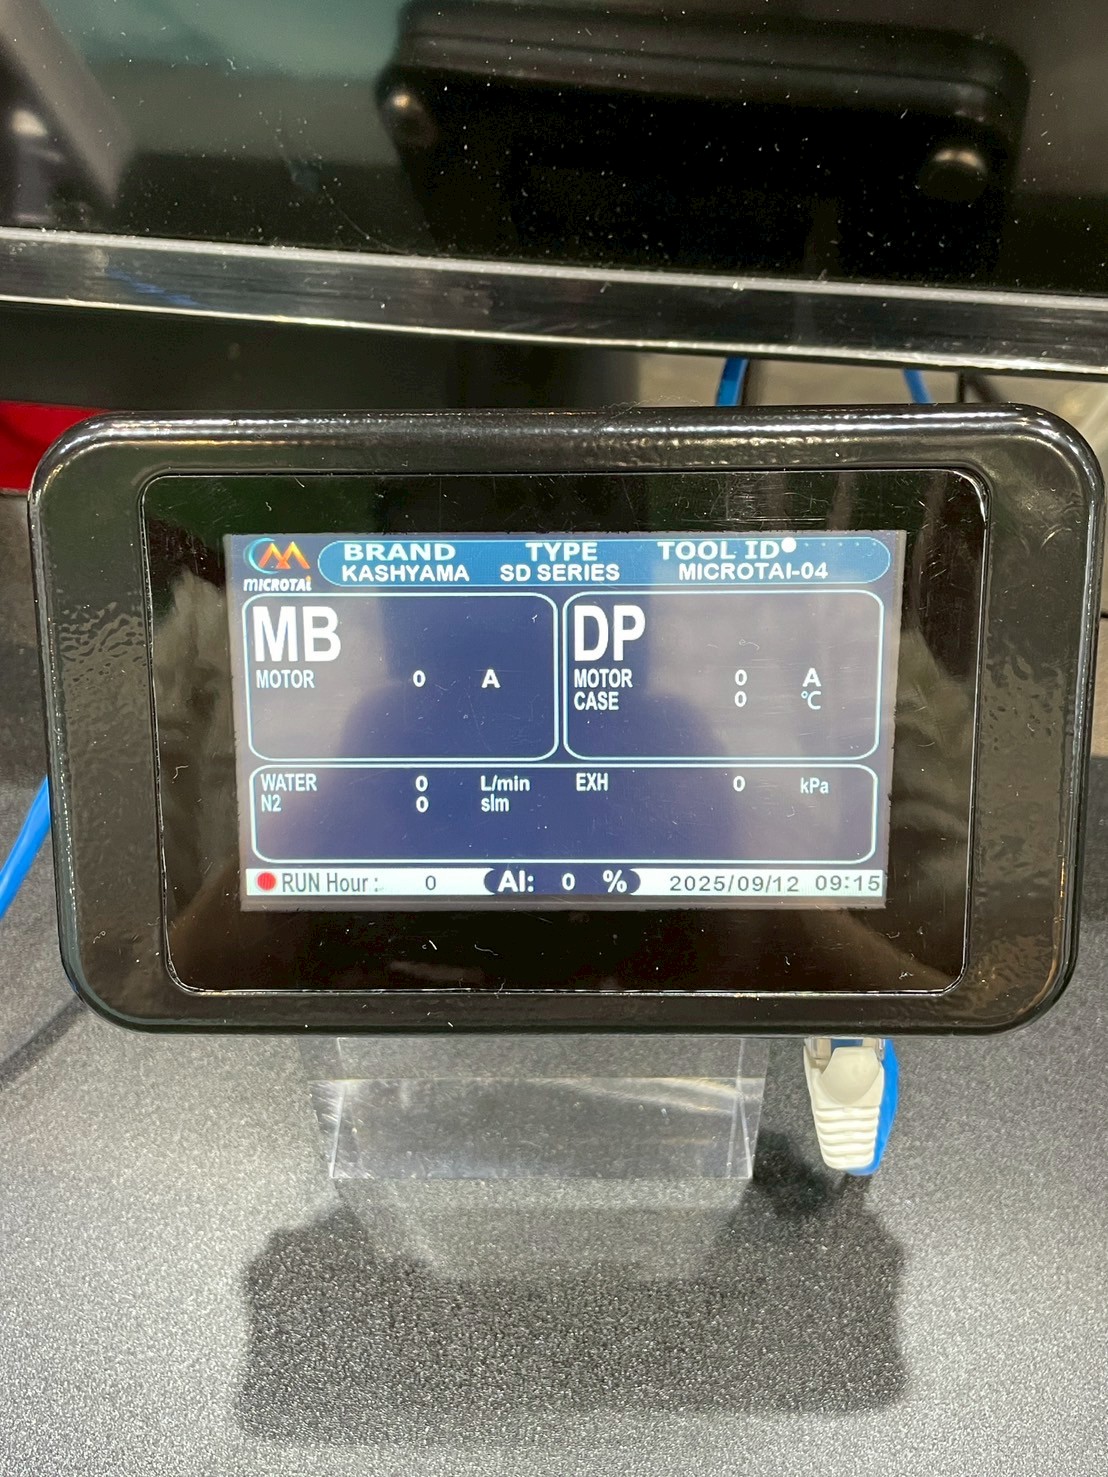 MICROTAI
BRAND TYPE TOOL ID
KASHYAMA SD SERIES MICROTAI-04
MB
MOTOR 0 A
DP
MOTOR 0 A
CASE 0 ℃
WATER 0 L/min EXH 0 kPa
N2 0 slm
RUN Hour : 0 AI: 0 % 2025/09/12 09:15